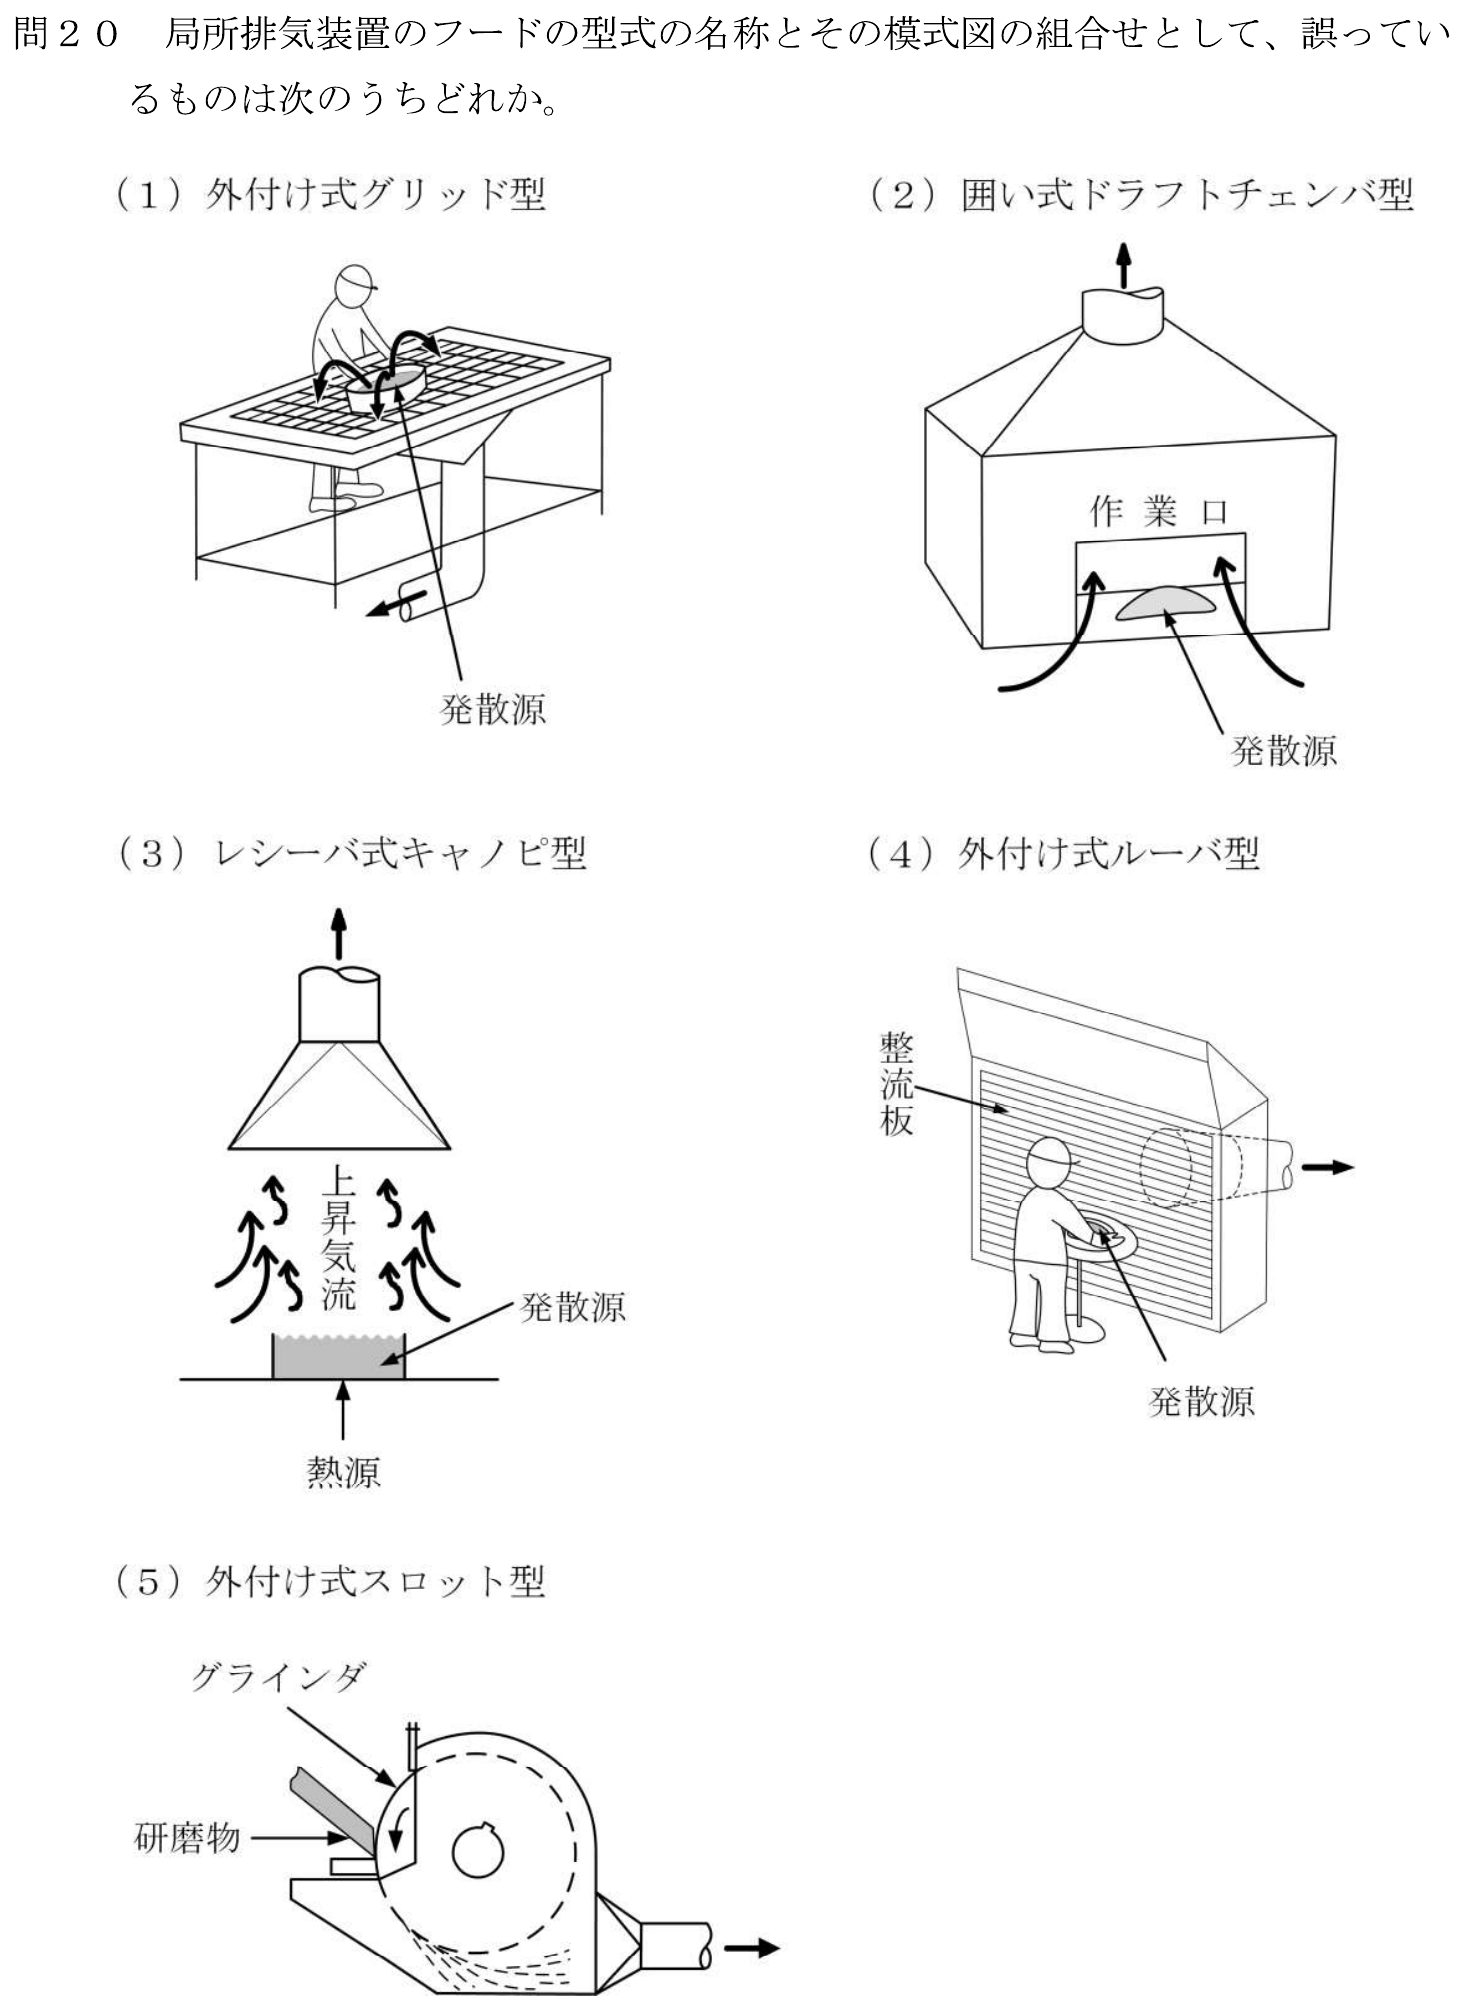 問２０　局所排気装置のフードの型式の名称とその模式図の組合せとして、誤ってい
るものは次のうちどれか。
（１）外付け式グリッド型
（２）囲い式ドラフトチェンバ型
作業口
発散源
発散源
（３）レシーバ式キャノピ型
（４）外付け式ルーバ型
整流板
上昇気流
発散源
発散源
熱源
（５）外付け式スロット型
グラインダ
研磨物